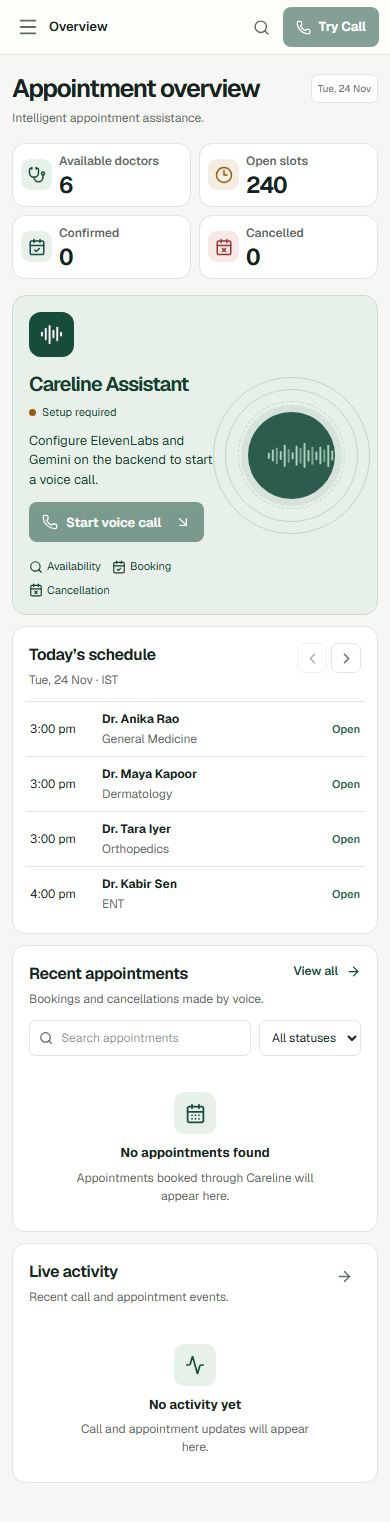 Overview
Try Call
Appointment overview
Tue, 24 Nov
Intelligent appointment assistance.
Available doctors
6
Open slots
240
Confirmed
0
Cancelled
0
Careline Assistant
Setup required
Configure ElevenLabs and
Gemini on the backend to start
a voice call.
Start voice call
Availability
Booking
Cancellation
Today's schedule
Tue, 24 Nov · IST
3:00 pm
Dr. Anika Rao
General Medicine
Open
3:00 pm
Dr. Maya Kapoor
Dermatology
Open
3:00 pm
Dr. Tara Iyer
Orthopedics
Open
4:00 pm
Dr. Kabir Sen
ENT
Open
Recent appointments
View all
Bookings and cancellations made by voice.
Search appointments
All statuses
No appointments found
Appointments booked through Careline will
appear here.
Live activity
Recent call and appointment events.
No activity yet
Call and appointment updates will appear
here.